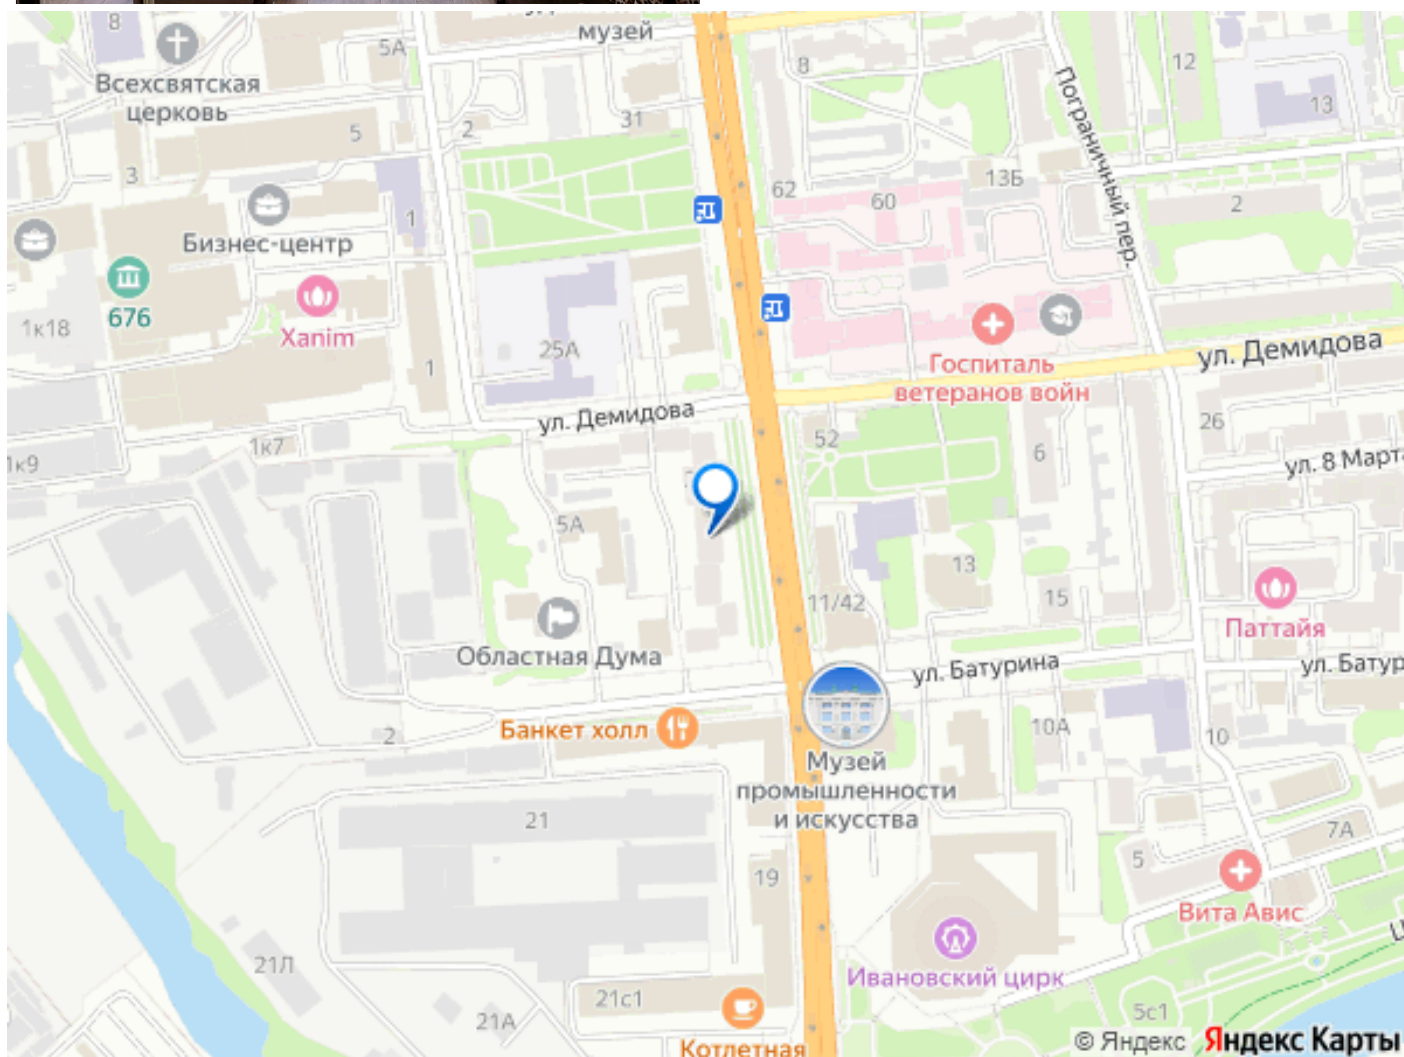 музей
8
5А
Всехсвятская
церковь
8
12
13
Пограничный пер.
5
2
31
3
13Б
62
60
2
1
Бизнес-центр
676
1к18
Xanim
25А
1
Госпиталь
ветеранов войн
ул. Демидова
ул. Демидова
52
26
6
1к7
1к9
ул. 8 Марта
5А
13
11/42
15
Паттайя
Областная Дума
ул. Батурина
ул. Батур
Банкет холл
2
10А
10
Музей
промышленности
и искусства
21
7А
5
19
Вита Авис
21Л
Ивановский цирк
21с1
21А
5с1
Котлетная
© Яндекс Яндекс Карты